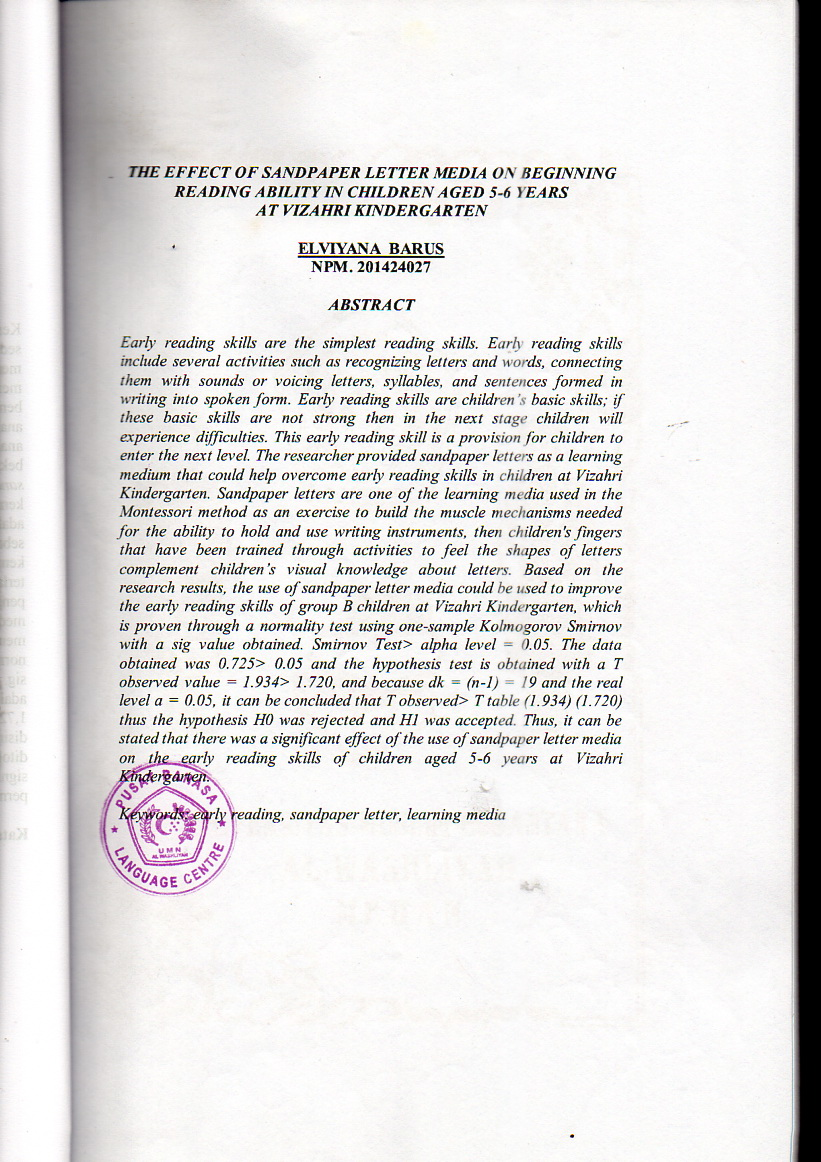 THE EFFECT OF SANDPAPER LETTER MEDIA ON BEGINNING
READING ABILITY IN CHILDREN AGED 5-6 YEARS
AT VIZAHRI KINDERGARTEN
ELVIYANA BARUS
NPM. 201424027
ABSTRACT
Early reading skills are the simplest reading skills. Early reading skills
include several activities such as recognizing letters and words, connecting
them with sounds or voicing letters, syllables, and sentences formed in
writing into spoken form. Early reading skills are children's basic skills; if
these basic skills are not strong then in the next stage children will
experience difficulties. This early reading skill is a provision for children to
enter the next level. The researcher provided sandpaper letters as a learning
medium that could help overcome early reading skills in children at Vizahri
Kindergarten. Sandpaper letters are one of the learning media used in the
Montessori method as an exercise to build the muscle mechanisms needed
for the ability to hold and use writing instruments, then children's fingers
that have been trained through activities to feel the shapes of letters
complement children's visual knowledge about letters. Based on the
research results, the use of sandpaper letter media could be used to improve
the early reading skills of group B children at Vizahri Kindergarten, which
is proven through a normality test using one-sample Kolmogorov Smirnov
with a sig value obtained. Smirnov Test> alpha level = 0.05. The data
obtained was 0.725> 0.05 and the hypothesis test is obtained with a T
observed value = 1.934> 1.720, and because dk = (n-1) = 19 and the real
level a = 0.05, it can be concluded that T observed> T table (1.934) (1.720)
thus the hypothesis H0 was rejected and H1 was accepted. Thus, it can be
stated that there was a significant effect of the use of sandpaper letter media
on the early reading skills of children aged 5-6 years at Vizahri
Kindergarten.
Keywords: early reading, sandpaper letter, learning media
PUSAT BAHASA
UMN
AL WASHLIYAH
LANGUAGE CENTRE